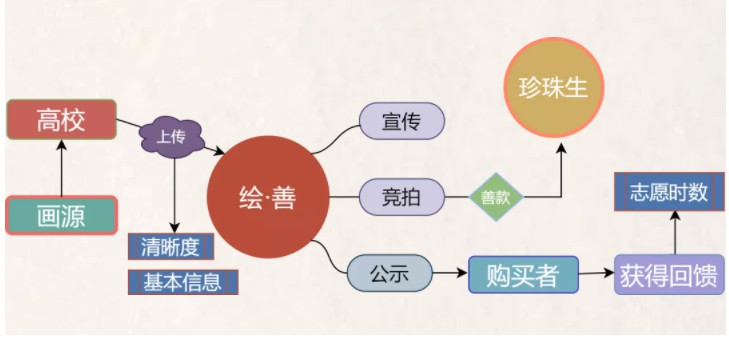 珍珠生
高校
上传
宣传
绘·善
竞拍
善款
志愿时数
画源
清晰度
基本信息
公示
购买者
获得回馈